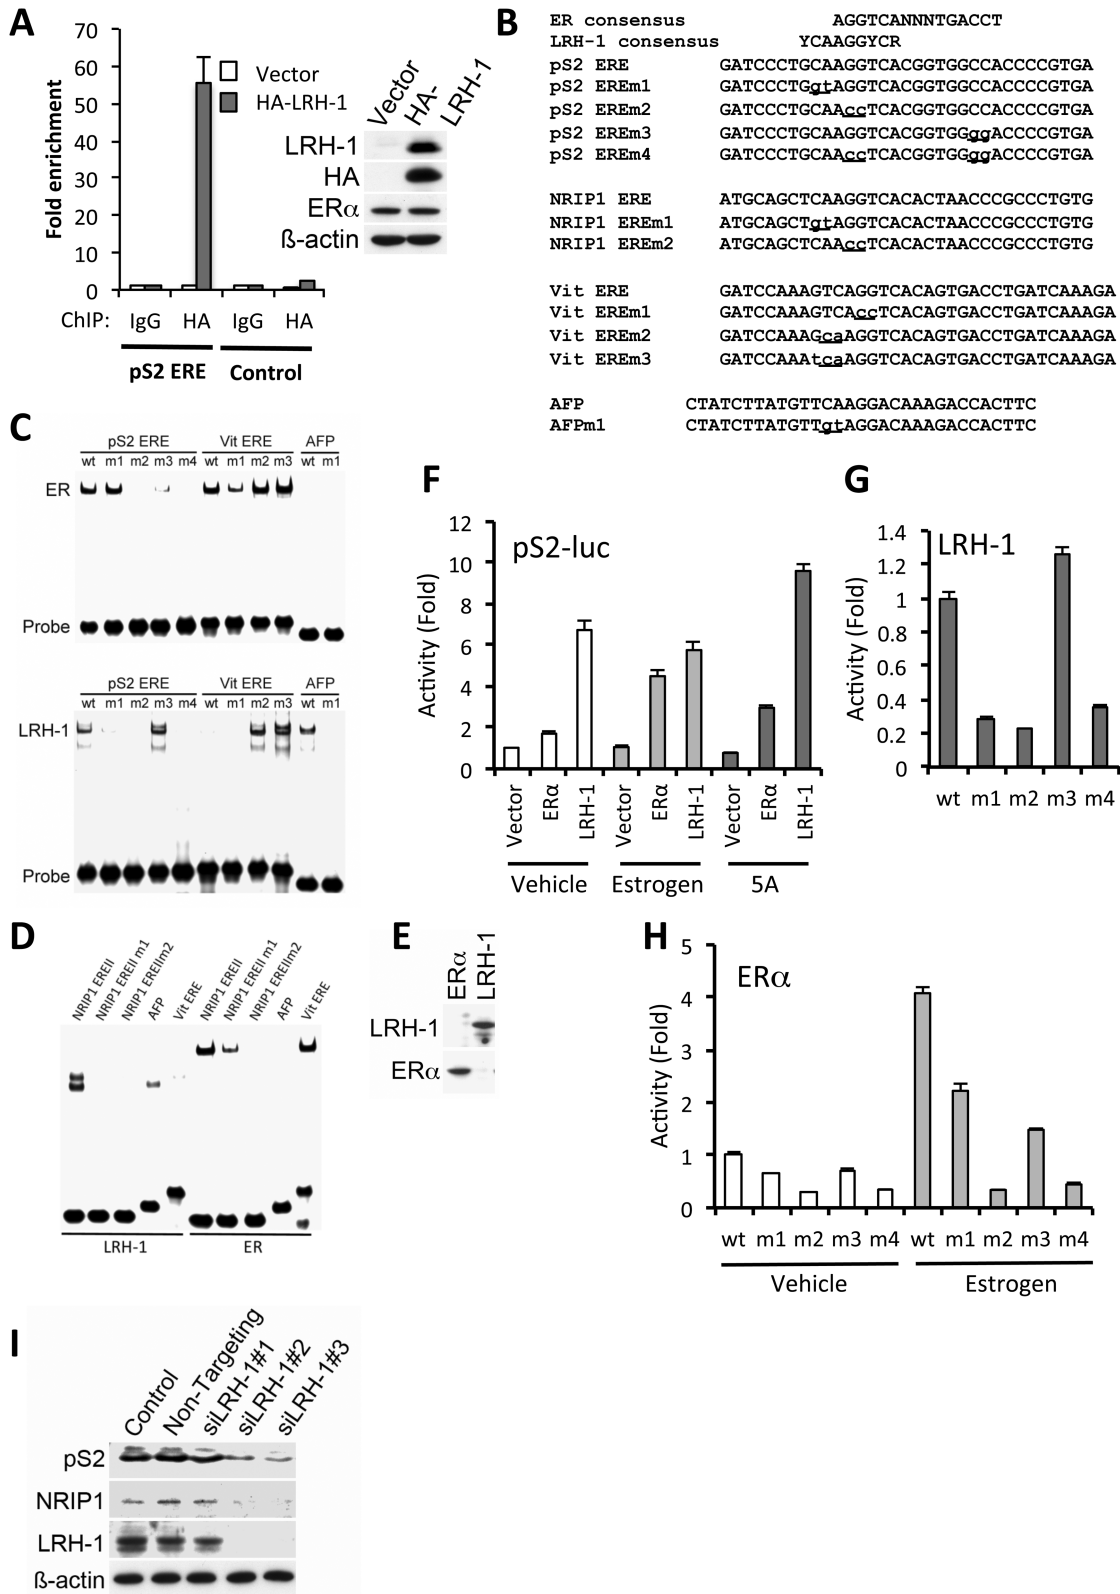 A
70
60
50
40
30
20
10
0
Fold enrichment
Vector
HA-LRH-1
ChIP: IgG HA IgG HA
pS2 ERE Control
Vector
HA-
LRH-1
LRH-1
HA
ERα
ß-actin
B
ER consensus AGGTCANNNTGACCT
LRH-1 consensus YCAAGGYCR
pS2 ERE GATCCCTGCAAGGTCACGGTGGCCACCCCGTGA
pS2 EREm1 GATCCCTGgtAGGTCACGGTGGCCACCCCGTGA
pS2 EREm2 GATCCCTGCAAccTCACGGTGGCCACCCCGTGA
pS2 EREm3 GATCCCTGCAAGGTCACGGTGGggACCCCGTGA
pS2 EREm4 GATCCCTGCAAccTCACGGTGGggACCCCGTGA
NRIP1 ERE ATGCAGCTCAAGGTCACACTAACCCGCCCTGTG
NRIP1 EREm1 ATGCAGCTgtAGGTCACACTAACCCGCCCTGTG
NRIP1 EREm2 ATGCAGCTCAAccTCACACTAACCCGCCCTGTG
Vit ERE GATCCAAAGTCAGGTCACAGTGACCTGATCAAAGA
Vit EREm1 GATCCAAAGTCAccTCACAGTGACCTGATCAAAGA
Vit EREm2 GATCCAAAGcaAGGTCACAGTGACCTGATCAAAGA
Vit EREm3 GATCCAAAtcaAGGTCACAGTGACCTGATCAAAGA
AFP CTATCTTATGTTCAAGGACAAAGACCACTTC
AFPm1 CTATCTTATGTTgtAGGACAAAGACCACTTC
C
pS2 ERE Vit ERE AFP
wt m1 m2 m3 m4 wt m1 m2 m3 wt m1
ER
Probe
pS2 ERE Vit ERE AFP
wt m1 m2 m3 m4 wt m1 m2 m3 wt m1
LRH-1
Probe
D
NRIP1 EREII
NRIP1 EREII m1
NRIP1 EREIIm2
AFP
Vit ERE
NRIP1 EREII
NRIP1 EREII m1
NRIP1 EREIIm2
AFP
Vit ERE
LRH-1 ER
E
ERα
LRH-1
LRH-1
ERα
F
pS2-luc
12
10
8
6
4
2
0
Activity (Fold)
Vector
ERα
LRH-1
Vector
ERα
LRH-1
Vector
ERα
LRH-1
Vehicle Estrogen 5A
G
LRH-1
1.4
1.2
1
0.8
0.6
0.4
0.2
0
Activity (Fold)
wt m1 m2 m3 m4
H
ERα
5
4
3
2
1
0
Activity (Fold)
wt m1 m2 m3 m4 wt m1 m2 m3 m4
Vehicle Estrogen
I
Control
Non-Targeting
siLRH-1#1
siLRH-1#2
siLRH-1#3
pS2
NRIP1
LRH-1
ß-actin